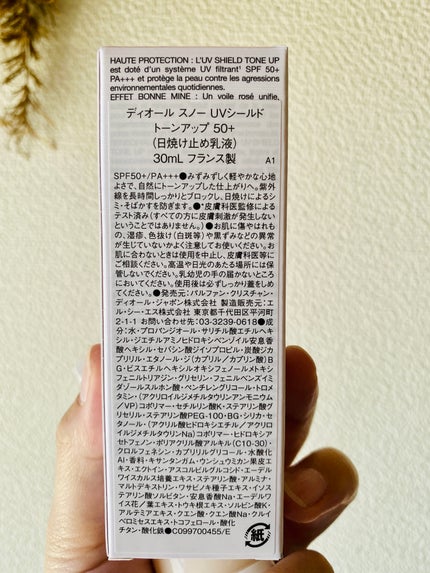 HAUTE PROTECTION : L'UV SHIELD TONE UP
est doté d'un système UV filtrant¹ SPF 50+
PA+++ et protège la peau contre les agressions
environnementales quotidiennes.
EFFET BONNE MINE : Un voile rosé unifie,
ディオール スノー UVシールド
トーンアップ 50+
(日焼け止め乳液)
30mL フランス製
A1
SPF50+/PA+++●みずみずしく軽やかな心地
よさで、自然にトーンアップした仕上がりへ。紫外
線を長時間しっかりとブロックし、日焼けによるシ
ミ・そばかすを防ぎます。●*皮膚科医監修による
テスト済み(すべての方に皮膚刺激が発生しない
ということではありません。)●お肌に傷やはれも
の、湿疹、色抜け(白斑等)や黒ずみなどの異常
が生じていないかよく注意してお使いください。お
肌に合わないときは使用を中止し、皮膚科医等に
ご相談ください。高温や日光のあたる場所には保
管しないでください。乳幼児の手の届かないところ
においてください。使用後は必ずしっかり蓋をしめ
てください。●発売元:パルファン・クリスチャン・
ディオール・ジャポン株式会社 製造販売元:エ
ル・シー・エス株式会社 東京都千代田区平河町
2-1-1 お問い合わせ先:03-3239-0618●成
分:水・プロパンジオール・サリチル酸エチルヘキ
シル・ジエチルアミノヒドロキシベンゾイル安息香
酸ヘキシル・セバシン酸ジイソプロピル・炭酸ジカ
プリリル・エタノール・ジ(カプリル/カプリン酸)B
G・ビスエチルヘキシルオキシフェノールメトキシ
フェニルトリアジン・グリセリン・フェニルベンズイミ
ダゾールスルホン酸・ペンチレングリコール・トロメ
タミン・(アクリロイルジメチルタウリンアンモニウム
/VP)コポリマー・セチルリン酸K・ステアリン酸グ
リセリル・ステアリン酸PEG-100・BG・シリカ・セ
タノール・(アクリル酸ヒドロキシエチル/アクリロ
イルジメチルタウリンNa)コポリマー・ヒドロキシア
セトフェノン・ポリアクリル酸アルキル(C10-30)・
クロルフェネシン・カプリリルグリコール・水酸化
Al・香料・キサンタンガム・ウンシュウミカン果皮エ
キス・エクトイン・アスコルビルグルコシド・エーデル
ワイスカルス培養エキス・ステアリン酸・アルミナ・
マルトデキストリン・ワサビノキ種子エキス・イソス
テアリン酸ソルビタン・安息香酸Na・エーデルワ
イス花/葉エキス・トウキ根エキス・ソルビン酸K・
アルテミアエキス・クエン酸・クエン酸Na・クルイ
ベロミセスエキス・トコフェロール・酸化
チタン・酸化鉄●C099700455/E
紙